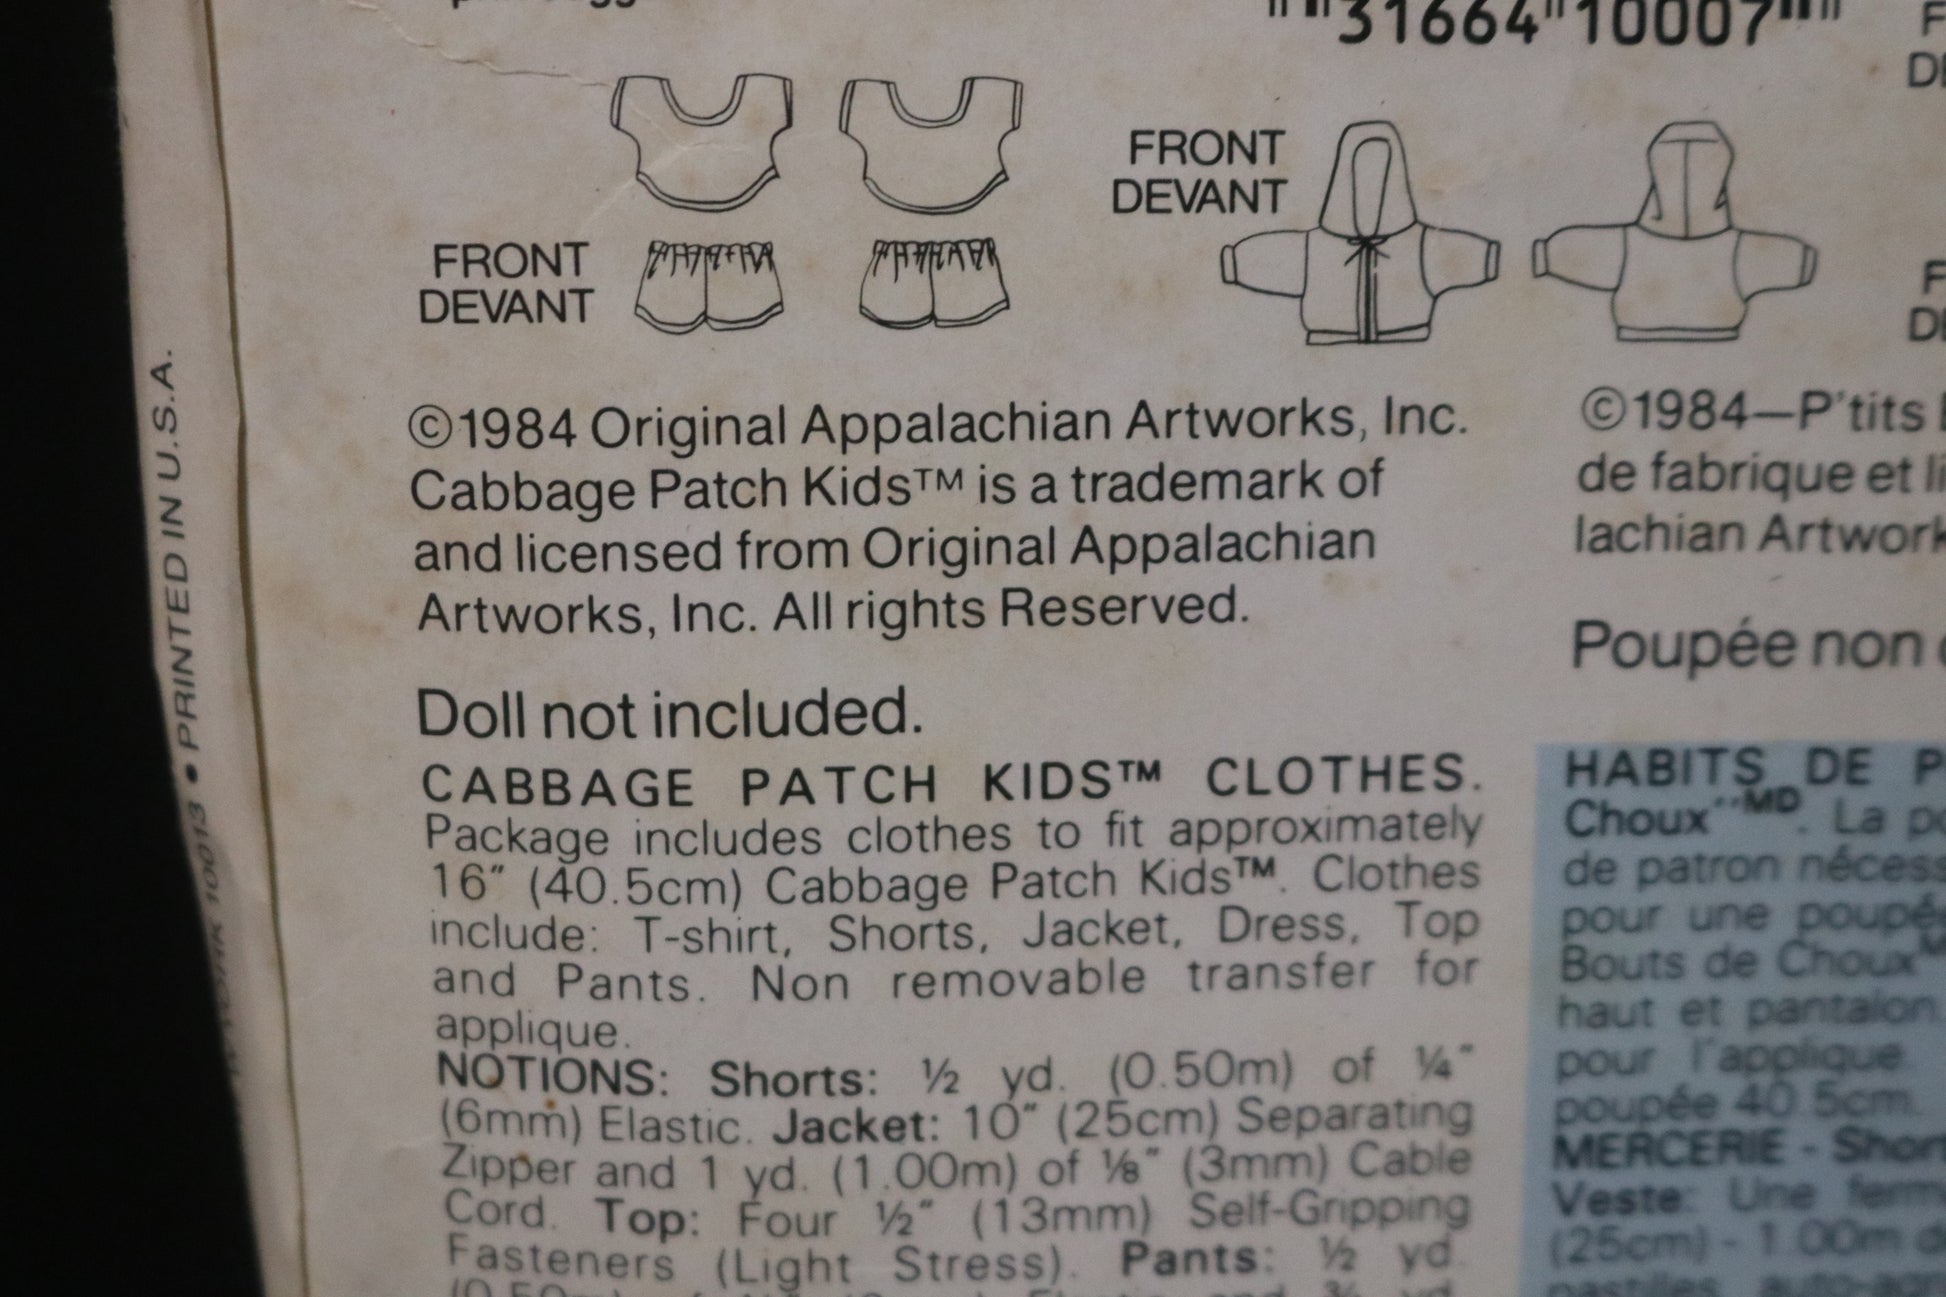 31664 10007
FRONT
DEVANT
FRONT
DEVANT
©1984 Original Appalachian Artworks, Inc.
Cabbage Patch Kids™ is a trademark of
and licensed from Original Appalachian
Artworks, Inc. All rights Reserved.
Doll not included.
CABBAGE PATCH KIDS™ CLOTHES.
Package includes clothes to fit approximately
16" (40.5cm) Cabbage Patch Kids™. Clothes
include: T-shirt, Shorts, Jacket, Dress, Top
and Pants. Non removable transfer for
applique.
NOTIONS: Shorts: ½ yd. (0.50m) of ¼"
(6mm) Elastic. Jacket: 10" (25cm) Separating
Zipper and 1 yd. (1.00m) of ⅛" (3mm) Cable
Cord. Top: Four ½" (13mm) Self-Gripping
Fasteners (Light Stress). Pants: ½ yd.
©1984—P'tits
de fabrique et
lachian
Poupée non
HABITS DE
Choux"MD. La
de patron
pour une
Bouts de Choux
haut et pantalon.
pour l'applique
poupée 40.5cm.
MERCERIE -
Veste: Une
(25cm) - 1.00m
10013 • PRINTED IN U.S.A.